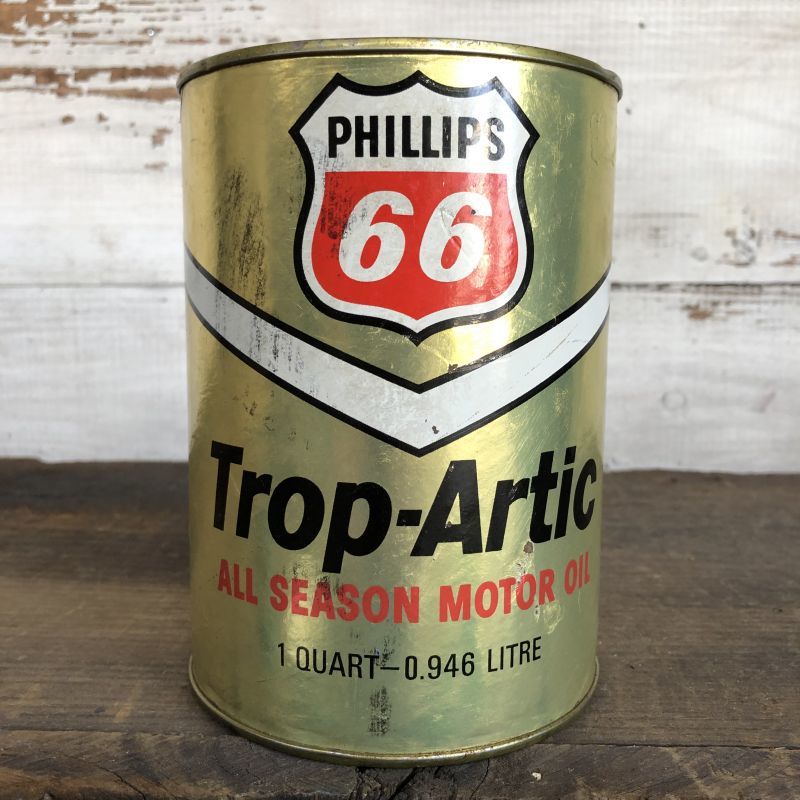 PHILLIPS
66
Trop-Artic
ALL SEASON MOTOR OIL
1 QUART–0.946 LITRE